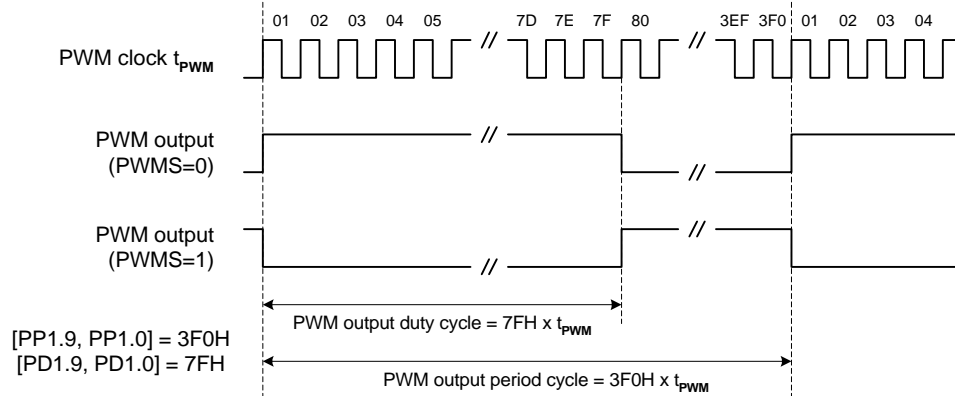 01 02 03 04 05 // 7D 7E 7F 80 // 3EF 3F0 01 02 03 04
PWM clock tPWM
PWM output
(PWMS=0)
//
//
PWM output
(PWMS=1)
//
//
PWM output duty cycle = 7FH x tPWM
[PP1.9, PP1.0] = 3F0H
[PD1.9, PD1.0] = 7FH
PWM output period cycle = 3F0H x tPWM